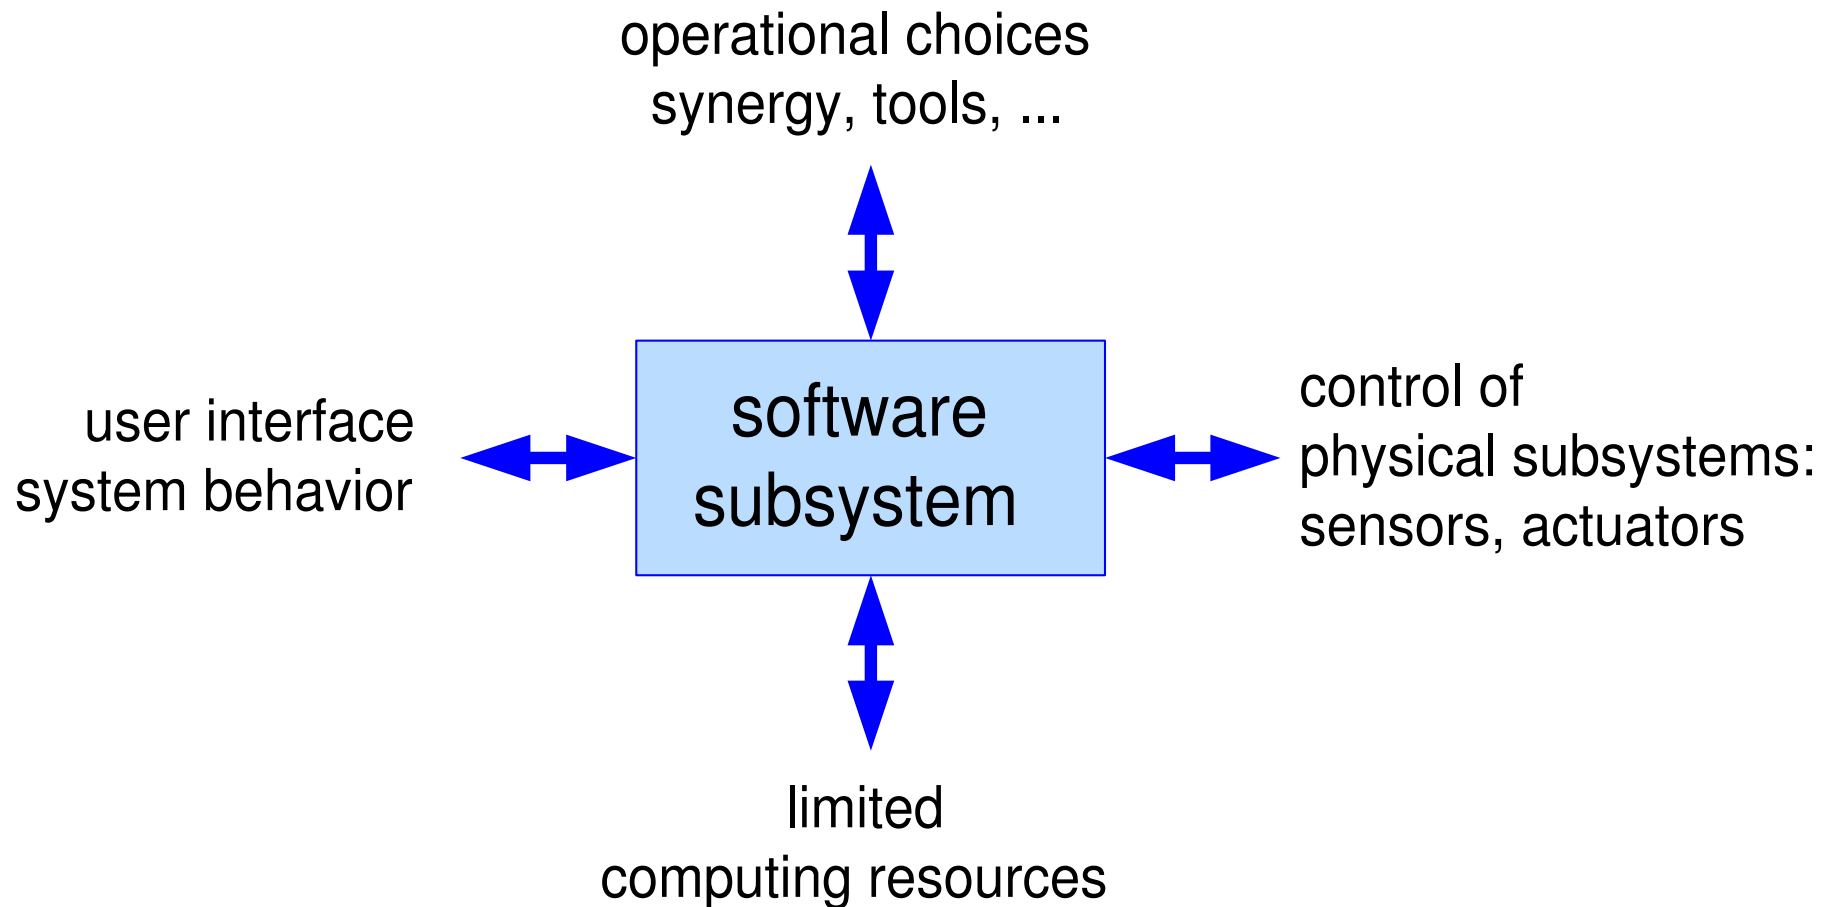 operational choices
synergy, tools, ...
user interface
system behavior
software
subsystem
control of
physical subsystems:
sensors, actuators
limited
computing resources